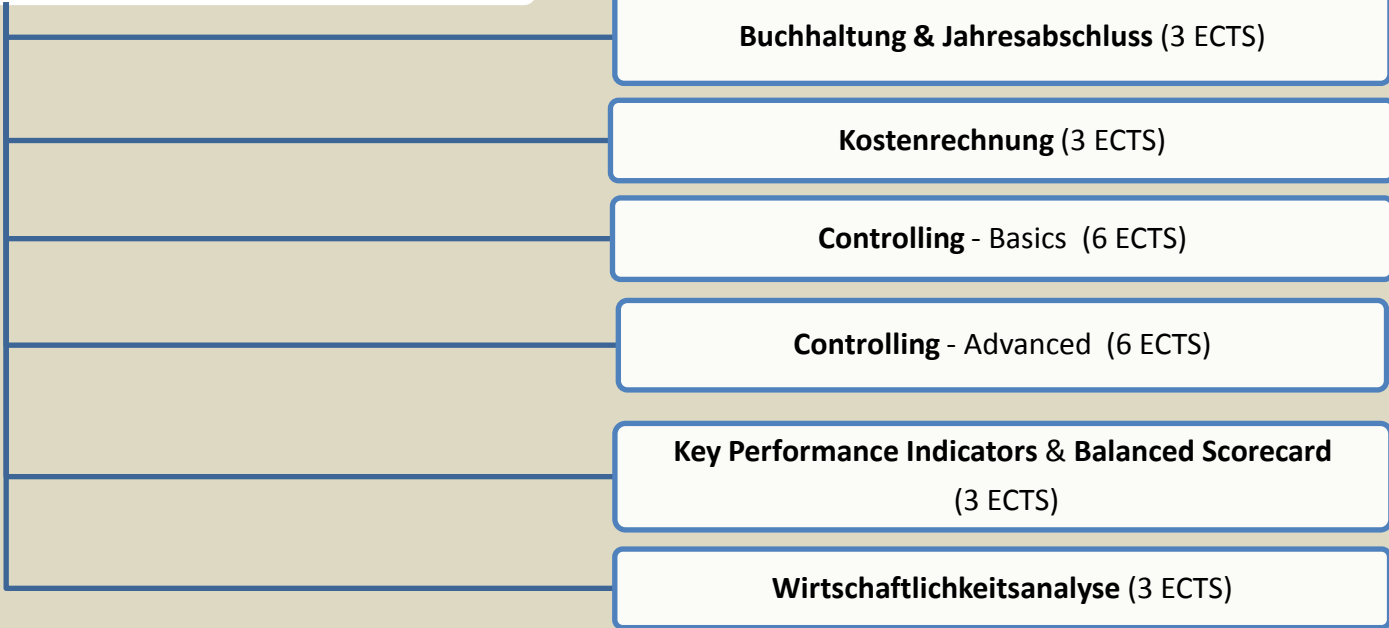 Buchhaltung & Jahresabschluss (3 ECTS)
Kostenrechnung (3 ECTS)
Controlling - Basics (6 ECTS)
Controlling - Advanced (6 ECTS)
Key Performance Indicators & Balanced Scorecard
(3 ECTS)
Wirtschaftlichkeitsanalyse (3 ECTS)